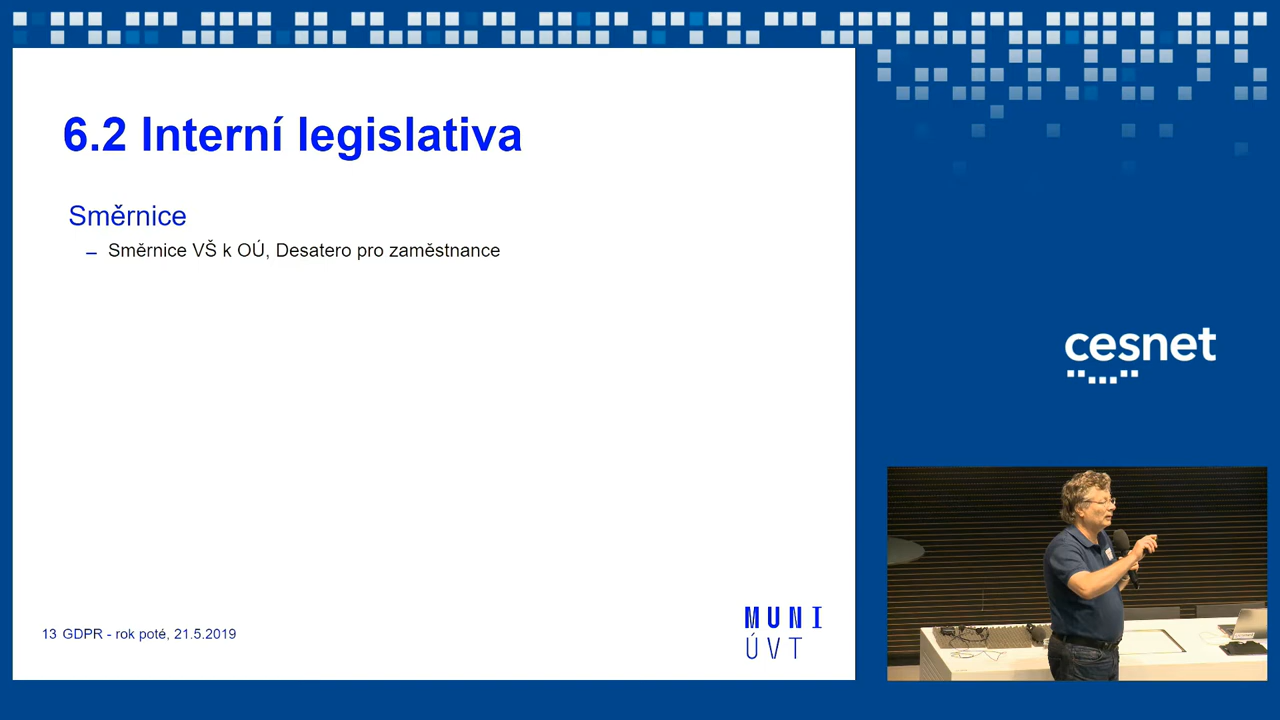 6.2 Interní legislativa
Směrnice
– Směrnice VŠ k OÚ, Desatero pro zaměstnance
13 GDPR - rok poté, 21.5.2019
MUNI
ÚVT
cesnet